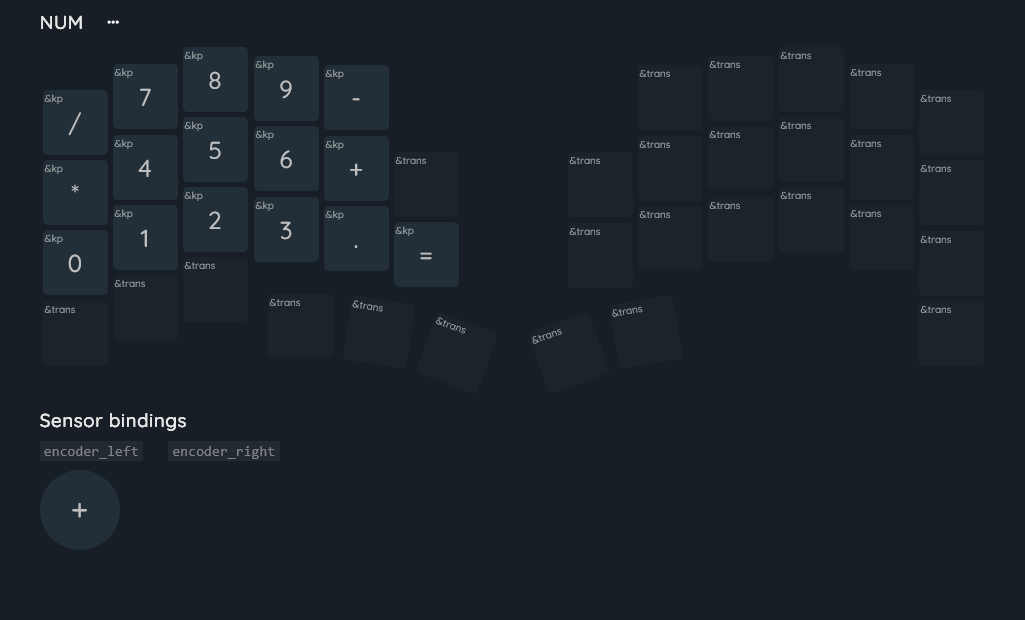 NUM ...
&kp / &kp 7 &kp 8 &kp 9 &kp - &trans &trans &trans &trans &trans
&kp * &kp 4 &kp 5 &kp 6 &kp + &trans &trans &trans &trans &trans &trans &trans
&kp 0 &kp 1 &kp 2 &kp 3 &kp . &kp = &trans &trans &trans &trans &trans &trans
&trans &trans &trans &trans &trans &trans &trans &trans &trans
Sensor bindings
encoder_left encoder_right
+